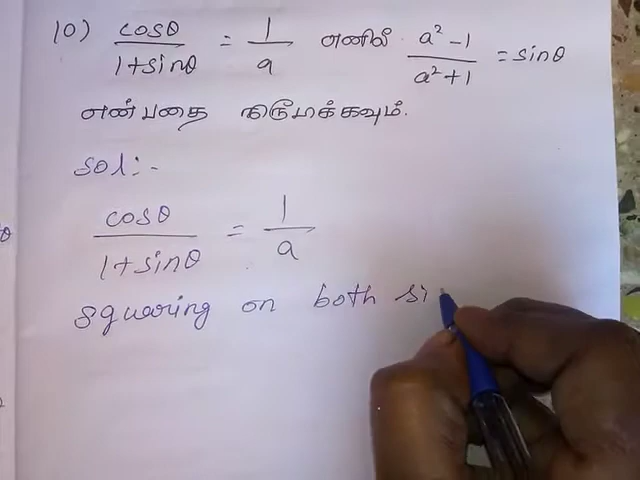 10) cosθ / 1+sinθ = 1/a எனில் a² -1 / a²+1 = sinθ
என்பதை நிரூபிக்கவும்.
Sol:-
cosθ / 1+sinθ = 1/a
squaring on both si